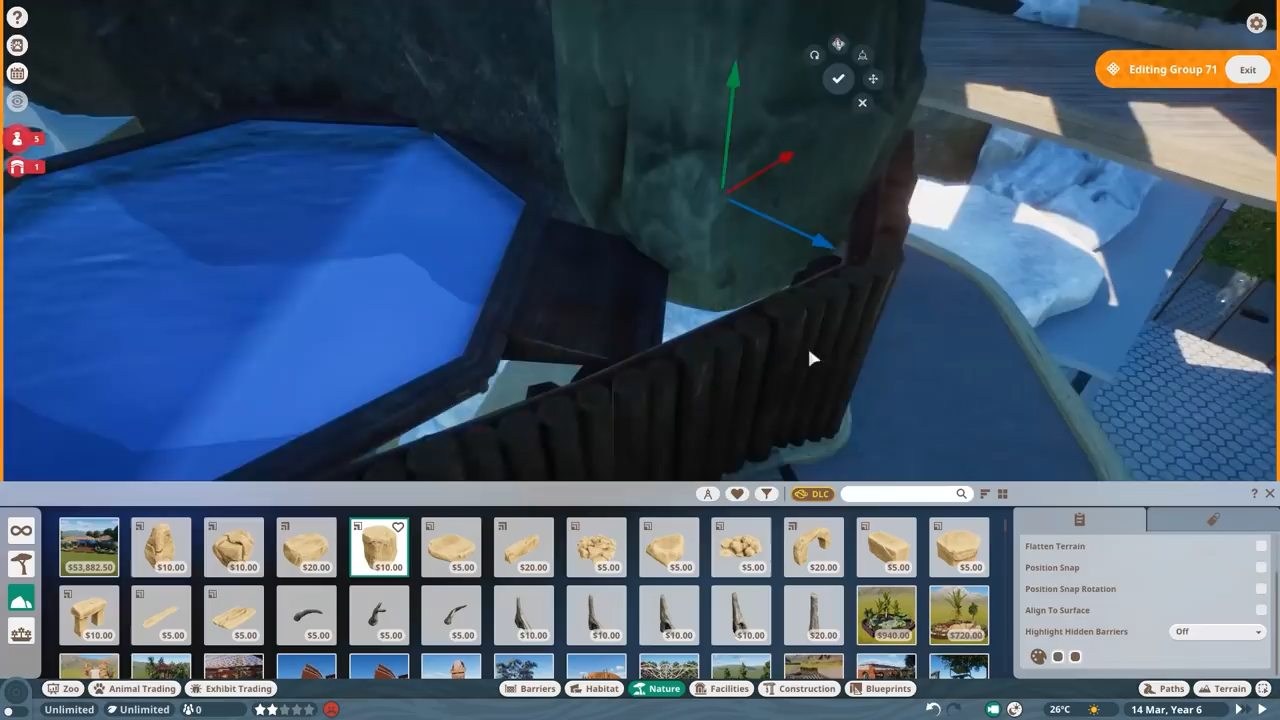 ?
Editing Group 71 Exit
5
1
DLC
? ×
$53,882.50 $10.00 $10.00 $20.00 $10.00 $5.00 $20.00 $5.00 $5.00 $5.00 $20.00 $5.00 $5.00
$10.00 $5.00 $5.00 $5.00 $5.00 $5.00 $10.00 $10.00 $10.00 $10.00 $20.00 $940.00 $720.00
Flatten Terrain
Position Snap
Position Snap Rotation
Align To Surface
Highlight Hidden Barriers Off
Zoo Animal Trading Exhibit Trading Barriers Habitat Nature Facilities Construction Blueprints Paths Terrain
Unlimited Unlimited 0 26°C 14 Mar, Year 6